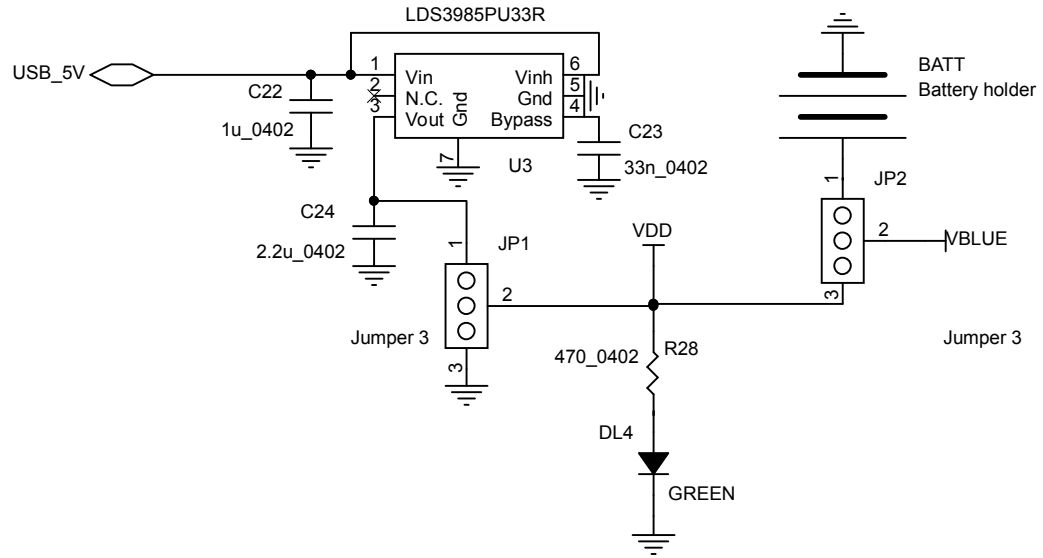 LDS3985PU33R
USB_5V
1
2
3
Vin
N.C.
Vout
Gnd
Vinh
Gnd
Bypass
6
5
4
7
U3
C22
1u_0402
C23
33n_0402
C24
2.2u_0402
BATT
Battery holder
1
JP2
2
VBLUE
3
Jumper 3
VDD
1
JP1
2
3
Jumper 3
470_0402
R28
DL4
GREEN